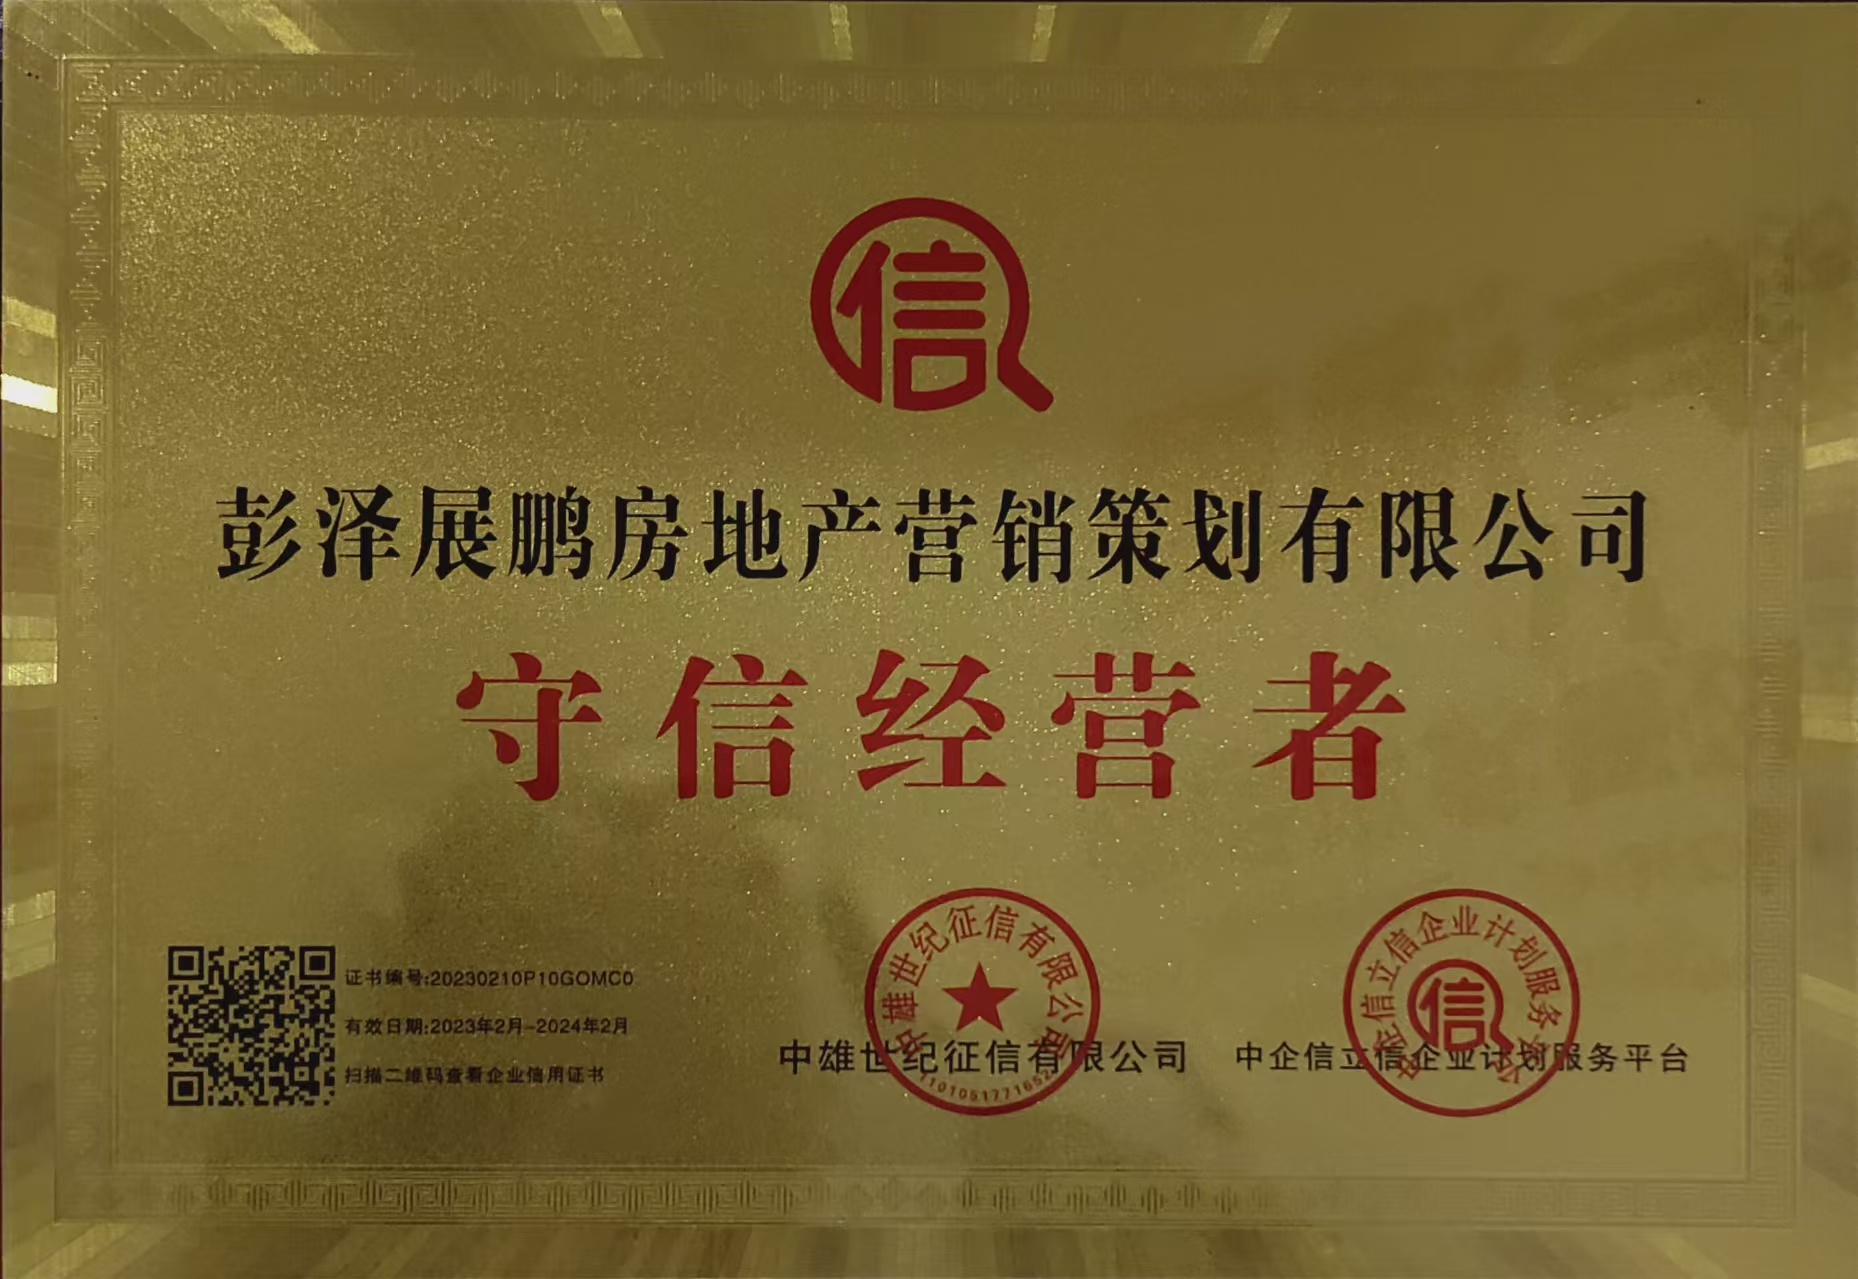 信
彭泽展鹏房地产营销策划有限公司
守信经营者
证书编号:20230210P10GOMC0
有效日期:2023年2月-2024年2月
扫描二维码查看企业信用证书
中雄世纪征信有限公司
中雄世纪征信有限公司
中企信立信企业计划服务平台
信